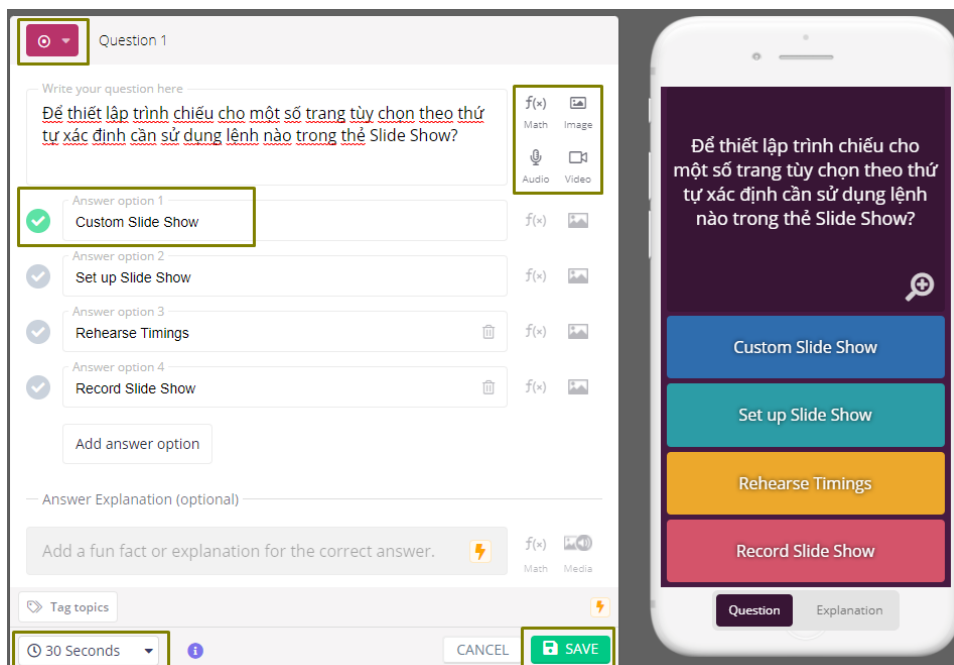 Question 1
Write your question here
Để thiết lập trình chiếu cho một số trang tùy chọn theo thứ
tự xác định cần sử dụng lệnh nào trong thẻ Slide Show?
f(x)
Math
Image
Audio
Video
Answer option 1
Custom Slide Show
f(x)
Answer option 2
Set up Slide Show
f(x)
Answer option 3
Rehearse Timings
f(x)
Answer option 4
Record Slide Show
f(x)
Add answer option
Answer Explanation (optional)
Add a fun fact or explanation for the correct answer.
f(x)
Math
Media
Tag topics
30 Seconds
CANCEL
SAVE
Để thiết lập trình chiếu cho
một số trang tùy chọn theo thứ
tự xác định cần sử dụng lệnh
nào trong thẻ Slide Show?
Custom Slide Show
Set up Slide Show
Rehearse Timings
Record Slide Show
Question
Explanation